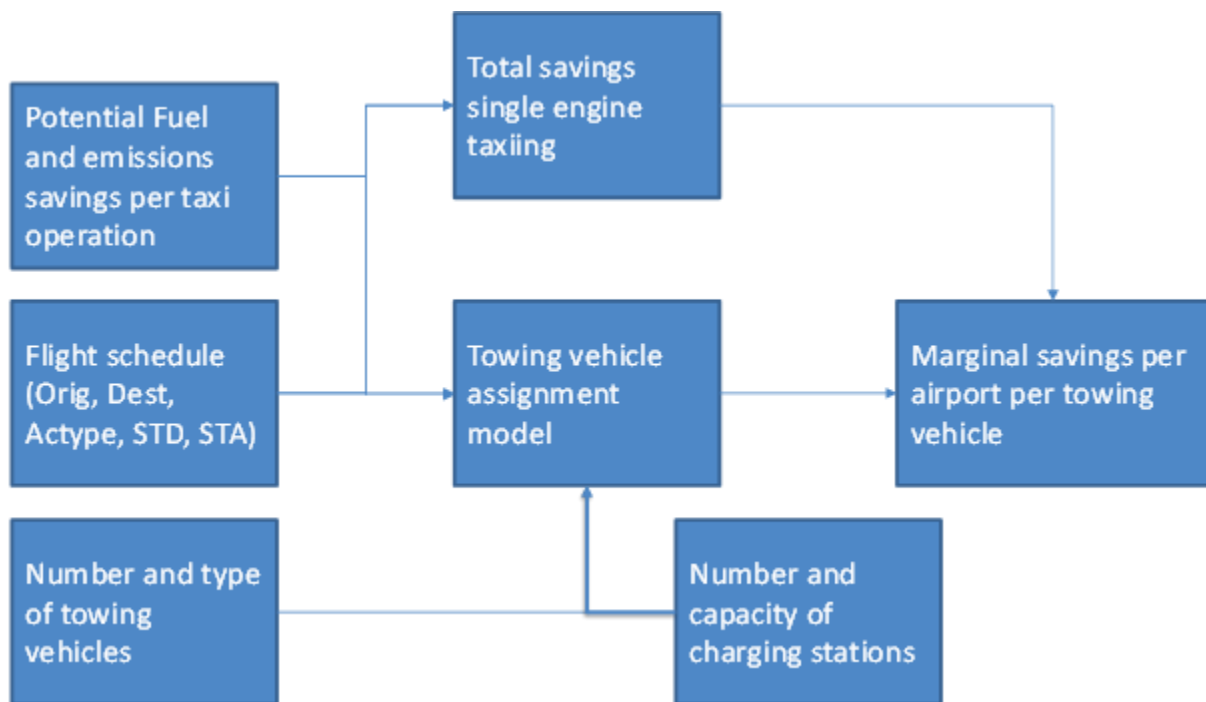 Potential Fuel
and emissions
savings per taxi
operation
Total savings
single engine
taxiing
Flight schedule
(Orig, Dest,
Actype, STD, STA)
Towing vehicle
assignment
model
Marginal savings per
airport per towing
vehicle
Number and type
of towing
vehicles
Number and
capacity of
charging stations